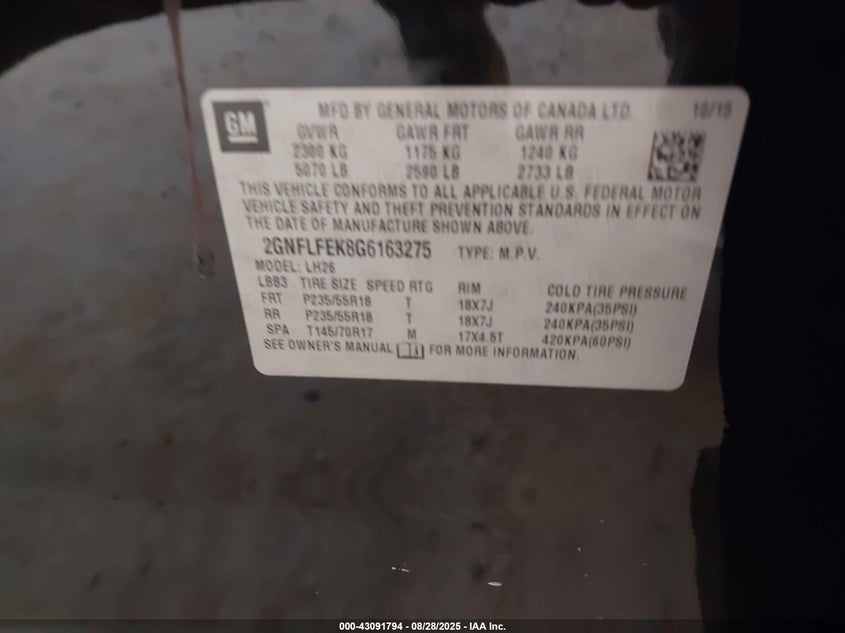 GM
MFD BY GENERAL MOTORS OF CANADA LTD. 10/15
GVWR GAWR FRT GAWR RR
2300 KG 1175 KG 1240 KG
5070 LB 2590 LB 2733 LB
THIS VEHICLE CONFORMS TO ALL APPLICABLE U.S. FEDERAL MOTOR
VEHICLE SAFETY AND THEFT PREVENTION STANDARDS IN EFFECT ON
THE DATE OF MANUFACTURE SHOWN ABOVE.
2GNFLFEK8G6163275 TYPE: M.P.V.
MODEL: LH26
LBB3 TIRE SIZE SPEED RTG RIM COLD TIRE PRESSURE
FRT P235/55R18 T 18X7J 240KPA(35PSI)
RR P235/55R18 T 18X7J 240KPA(35PSI)
SPA T145/70R17 M 17X4.5T 420KPA(60PSI)
SEE OWNER'S MANUAL FOR MORE INFORMATION.
000-43091794 - 08/28/2025 - IAA Inc.